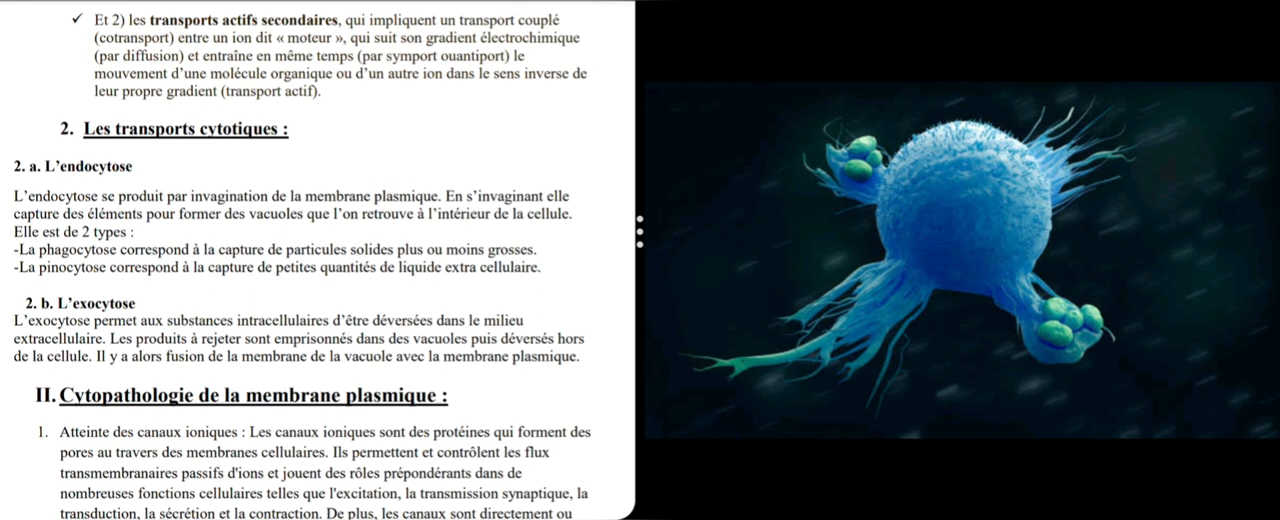 ✓ Et 2) les transports actifs secondaires, qui impliquent un transport couplé
(cotransport) entre un ion dit « moteur », qui suit son gradient électrochimique
(par diffusion) et entraîne en même temps (par symport ouantiport) le
mouvement d'une molécule organique ou d'un autre ion dans le sens inverse de
leur propre gradient (transport actif).
2. Les transports cytotiques :
2. a. L'endocytose
L'endocytose se produit par invagination de la membrane plasmique. En s'invaginant elle
capture des éléments pour former des vacuoles que l'on retrouve à l'intérieur de la cellule.
Elle est de 2 types :
-La phagocytose correspond à la capture de particules solides plus ou moins grosses.
-La pinocytose correspond à la capture de petites quantités de liquide extra cellulaire.
2. b. L'exocytose
L'exocytose permet aux substances intracellulaires d'être déversées dans le milieu
extracellulaire. Les produits à rejeter sont emprisonnés dans des vacuoles puis déversés hors
de la cellule. Il y a alors fusion de la membrane de la vacuole avec la membrane plasmique.
II. Cytopathologie de la membrane plasmique :
1. Atteinte des canaux ioniques : Les canaux ioniques sont des protéines qui forment des
pores au travers des membranes cellulaires. Ils permettent et contrôlent les flux
transmembranaires passifs d'ions et jouent des rôles prépondérants dans de
nombreuses fonctions cellulaires telles que l'excitation, la transmission synaptique, la
transduction, la sécrétion et la contraction. De plus, les canaux sont directement ou